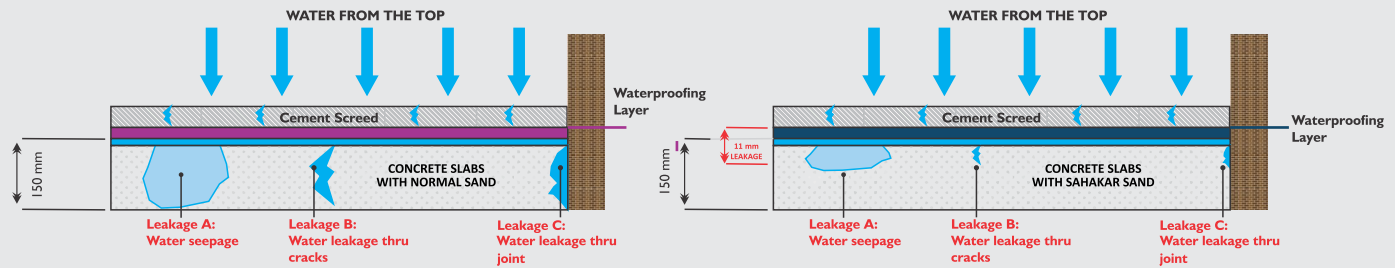 WATER FROM THE TOP
Waterproofing
Layer
Cement Screed
150 mm
CONCRETE SLABS
WITH NORMAL SAND
Leakage A:
Water seepage
Leakage B:
Water leakage thru
cracks
Leakage C:
Water leakage thru
joint
WATER FROM THE TOP
Waterproofing
Layer
Cement Screed
11 mm
LEAKAGE
150 mm
CONCRETE SLABS
WITH SAHAKAR SAND
Leakage A:
Water seepage
Leakage B:
Water leakage thru
cracks
Leakage C:
Water leakage thru
joint